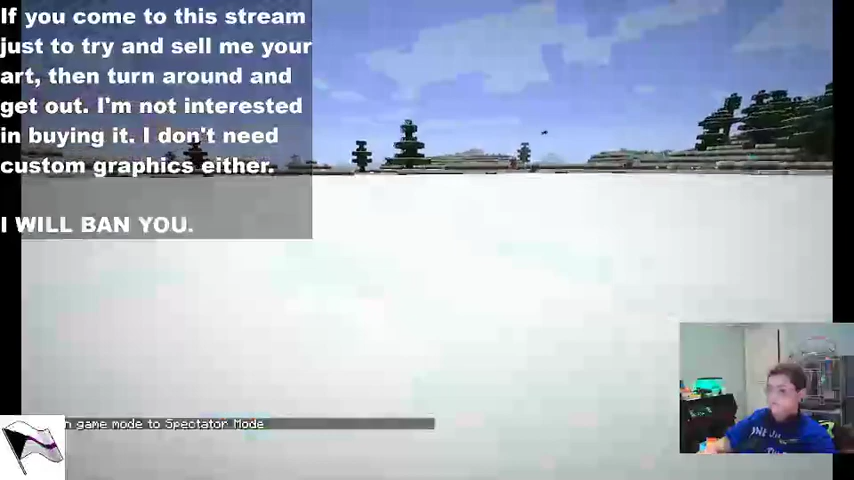 If you come to this stream
just to try and sell me your
art, then turn around and
get out. I'm not interested
in buying it. I don't need
custom graphics either.
I WILL BAN YOU.
game mode to Spectator Mode